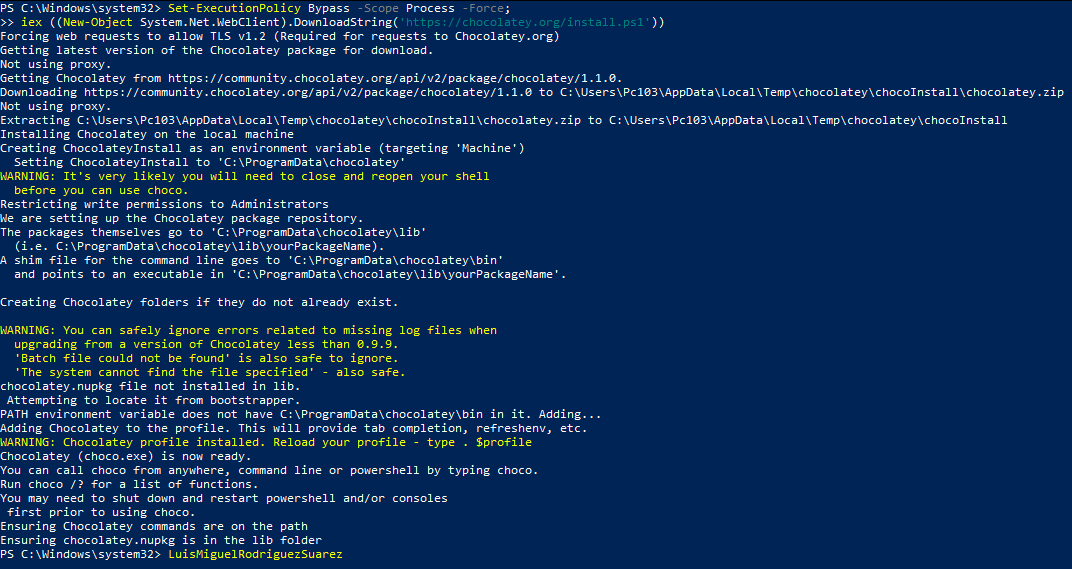 PS C:\Windows\system32> Set-ExecutionPolicy Bypass -Scope Process -Force;
>> iex ((New-Object System.Net.WebClient).DownloadString('https://chocolatey.org/install.ps1'))
Forcing web requests to allow TLS v1.2 (Required for requests to Chocolatey.org)
Getting latest version of the Chocolatey package for download.
Not using proxy.
Getting Chocolatey from https://community.chocolatey.org/api/v2/package/chocolatey/1.1.0.
Downloading https://community.chocolatey.org/api/v2/package/chocolatey/1.1.0 to C:\Users\Pc103\AppData\Local\Temp\chocolatey\chocoInstall\chocolatey.zip
Not using proxy.
Extracting C:\Users\Pc103\AppData\Local\Temp\chocolatey\chocoInstall\chocolatey.zip to C:\Users\Pc103\AppData\Local\Temp\chocolatey\chocoInstall
Installing Chocolatey on the local machine
Creating ChocolateyInstall as an environment variable (targeting 'Machine')
  Setting ChocolateyInstall to 'C:\ProgramData\chocolatey'
WARNING: It's very likely you will need to close and reopen your shell
  before you can use choco.
Restricting write permissions to Administrators
We are setting up the Chocolatey package repository.
The packages themselves go to 'C:\ProgramData\chocolatey\lib'
  (i.e. C:\ProgramData\chocolatey\lib\yourPackageName).
A shim file for the command line goes to 'C:\ProgramData\chocolatey\bin'
  and points to an executable in 'C:\ProgramData\chocolatey\lib\yourPackageName'.

Creating Chocolatey folders if they do not already exist.

WARNING: You can safely ignore errors related to missing log files when
  upgrading from a version of Chocolatey less than 0.9.9.
  'Batch file could not be found' is also safe to ignore.
  'The system cannot find the file specified' - also safe.
chocolatey.nupkg file not installed in lib.
 Attempting to locate it from bootstrapper.
PATH environment variable does not have C:\ProgramData\chocolatey\bin in it. Adding...
Adding Chocolatey to the profile. This will provide tab completion, refreshenv, etc.
WARNING: Chocolatey profile installed. Reload your profile - type . $profile
Chocolatey (choco.exe) is now ready.
You can call choco from anywhere, command line or powershell by typing choco.
Run choco /? for a list of functions.
You may need to shut down and restart powershell and/or consoles
 first prior to using choco.
Ensuring Chocolatey commands are on the path
Ensuring chocolatey.nupkg is in the lib folder
PS C:\Windows\system32> LuisMiguelRodriguezSuarez